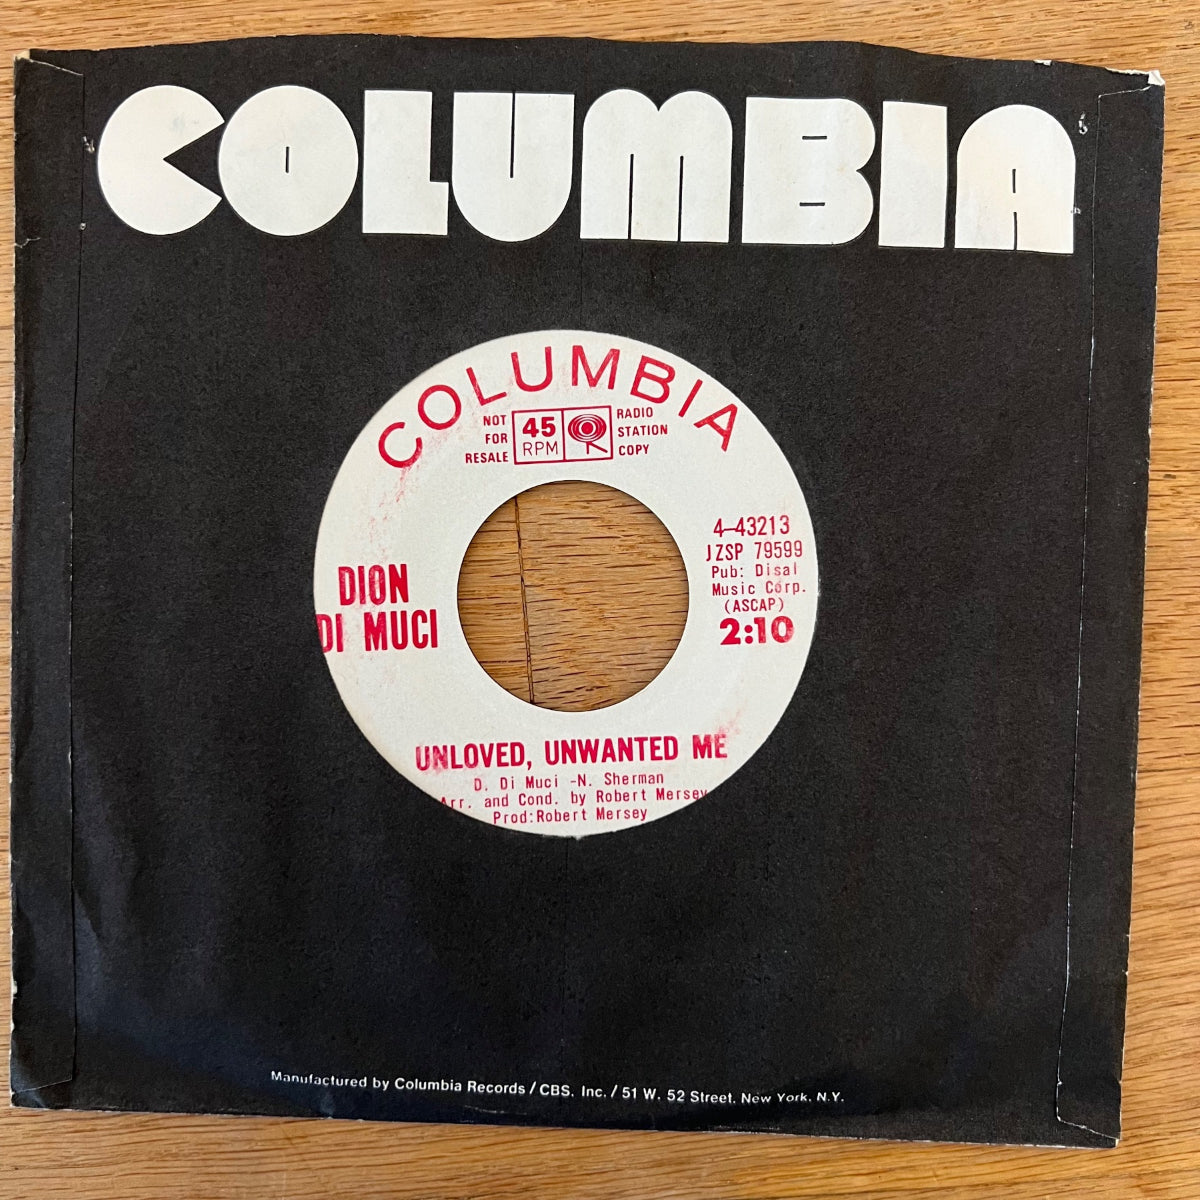 COLUMBIA
COLUMBIA
NOT
FOR
RESALE
45
RPM
RADIO
STATION
COPY
4-43213
JZSP 79599
Pub: Disal
Music Corp.
(ASCAP)
2:10
DION
DI MUCI
UNLOVED, UNWANTED ME
D. Di Muci -N. Sherman
Arr. and Cond. by Robert Mersey
Prod:Robert Mersey
Manufactured by Columbia Records / CBS, Inc. / 51 W. 52 Street, New York, N.Y.